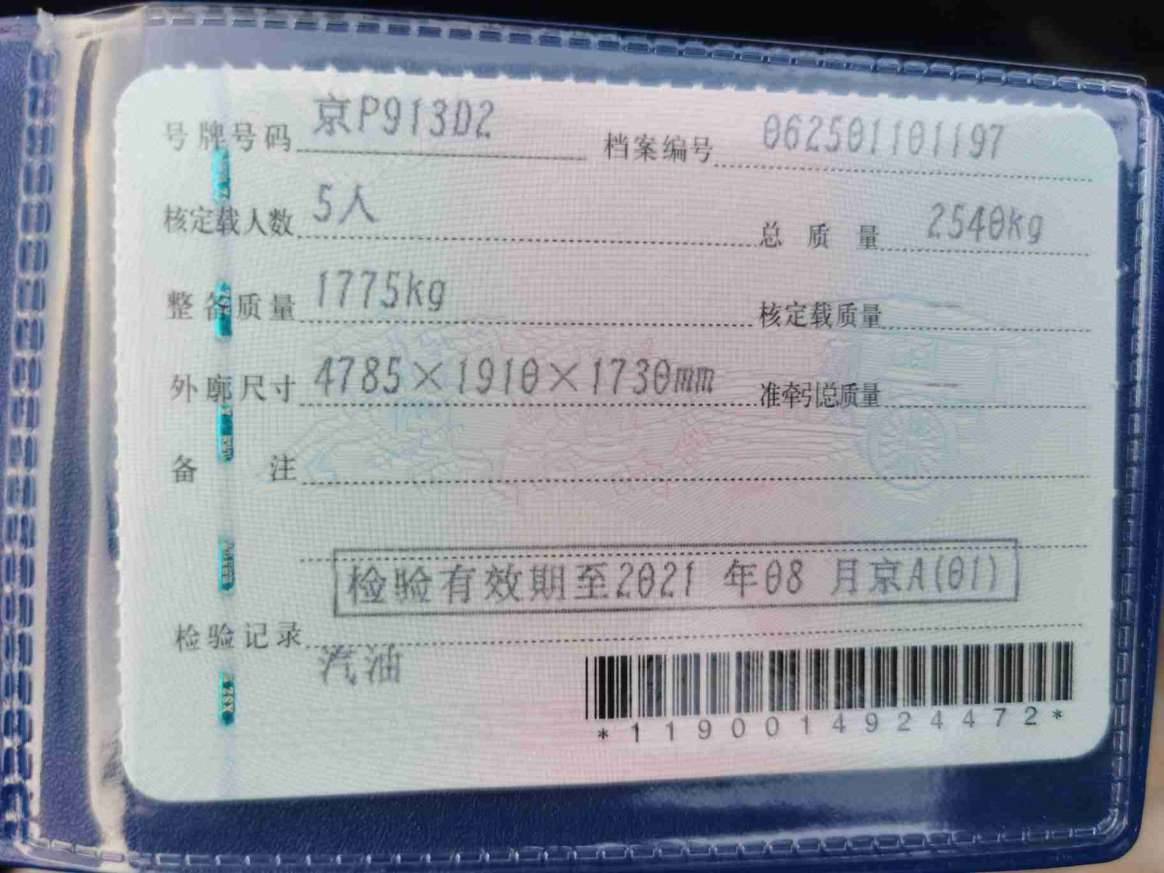 号牌号码 京P913D2 档案编号 062501101197
核定载人数 5人 总质量 2540kg
整备质量 1775kg 核定载质量 --
外廓尺寸 4785×1910×1730mm 准牵引总质量 --
备注
检验有效期至2021 年08 月京A(01)
检验记录
汽油
*1190014924472*